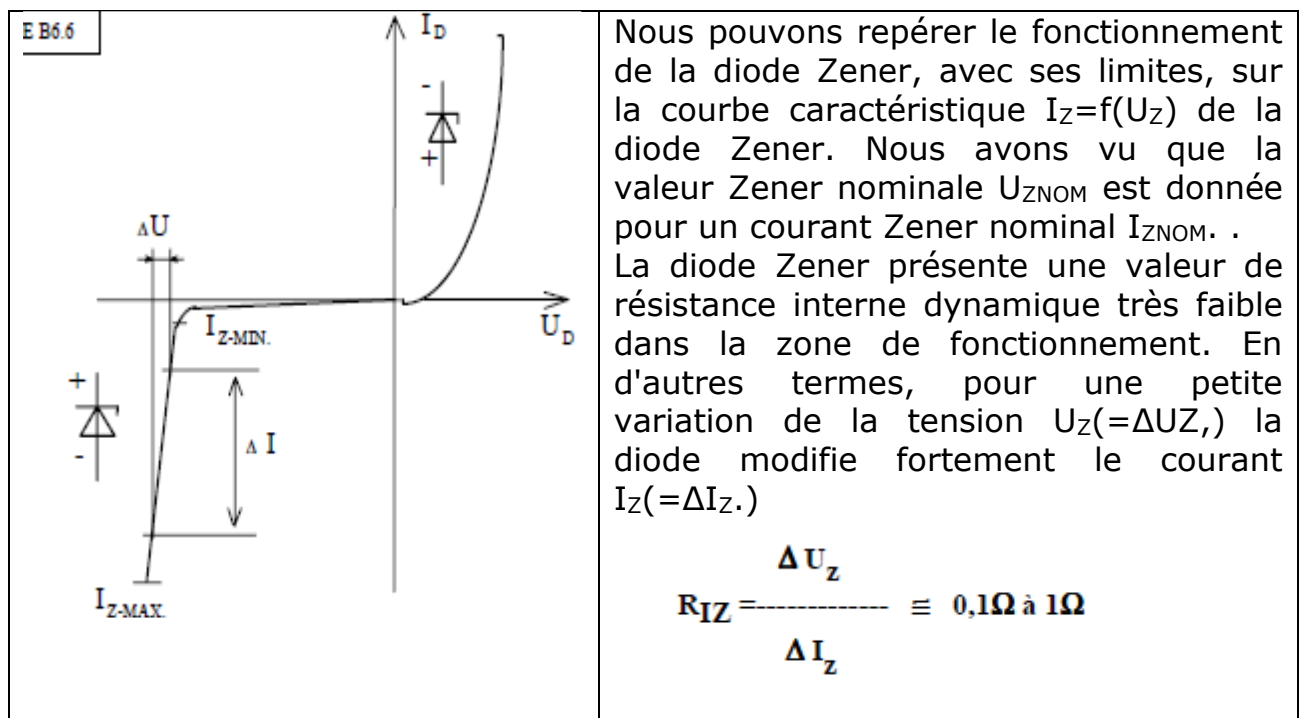 E B6.6
I_D
-
+
ΔU
U_D
I_Z-MIN.
+
-
Δ I
I_Z-MAX.
Nous pouvons repérer le fonctionnement
de la diode Zener, avec ses limites, sur
la courbe caractéristique I_Z=f(U_Z) de la
diode Zener. Nous avons vu que la
valeur Zener nominale U_ZNOM est donnée
pour un courant Zener nominal I_ZNOM. .
La diode Zener présente une valeur de
résistance interne dynamique très faible
dans la zone de fonctionnement. En
d'autres termes, pour une petite
variation de la tension U_Z(=ΔUZ,) la
diode modifie fortement le courant
I_Z(=ΔI_Z.)
Δ U_z
R_IZ =------------- ≅ 0,1Ω à 1Ω
Δ I_z